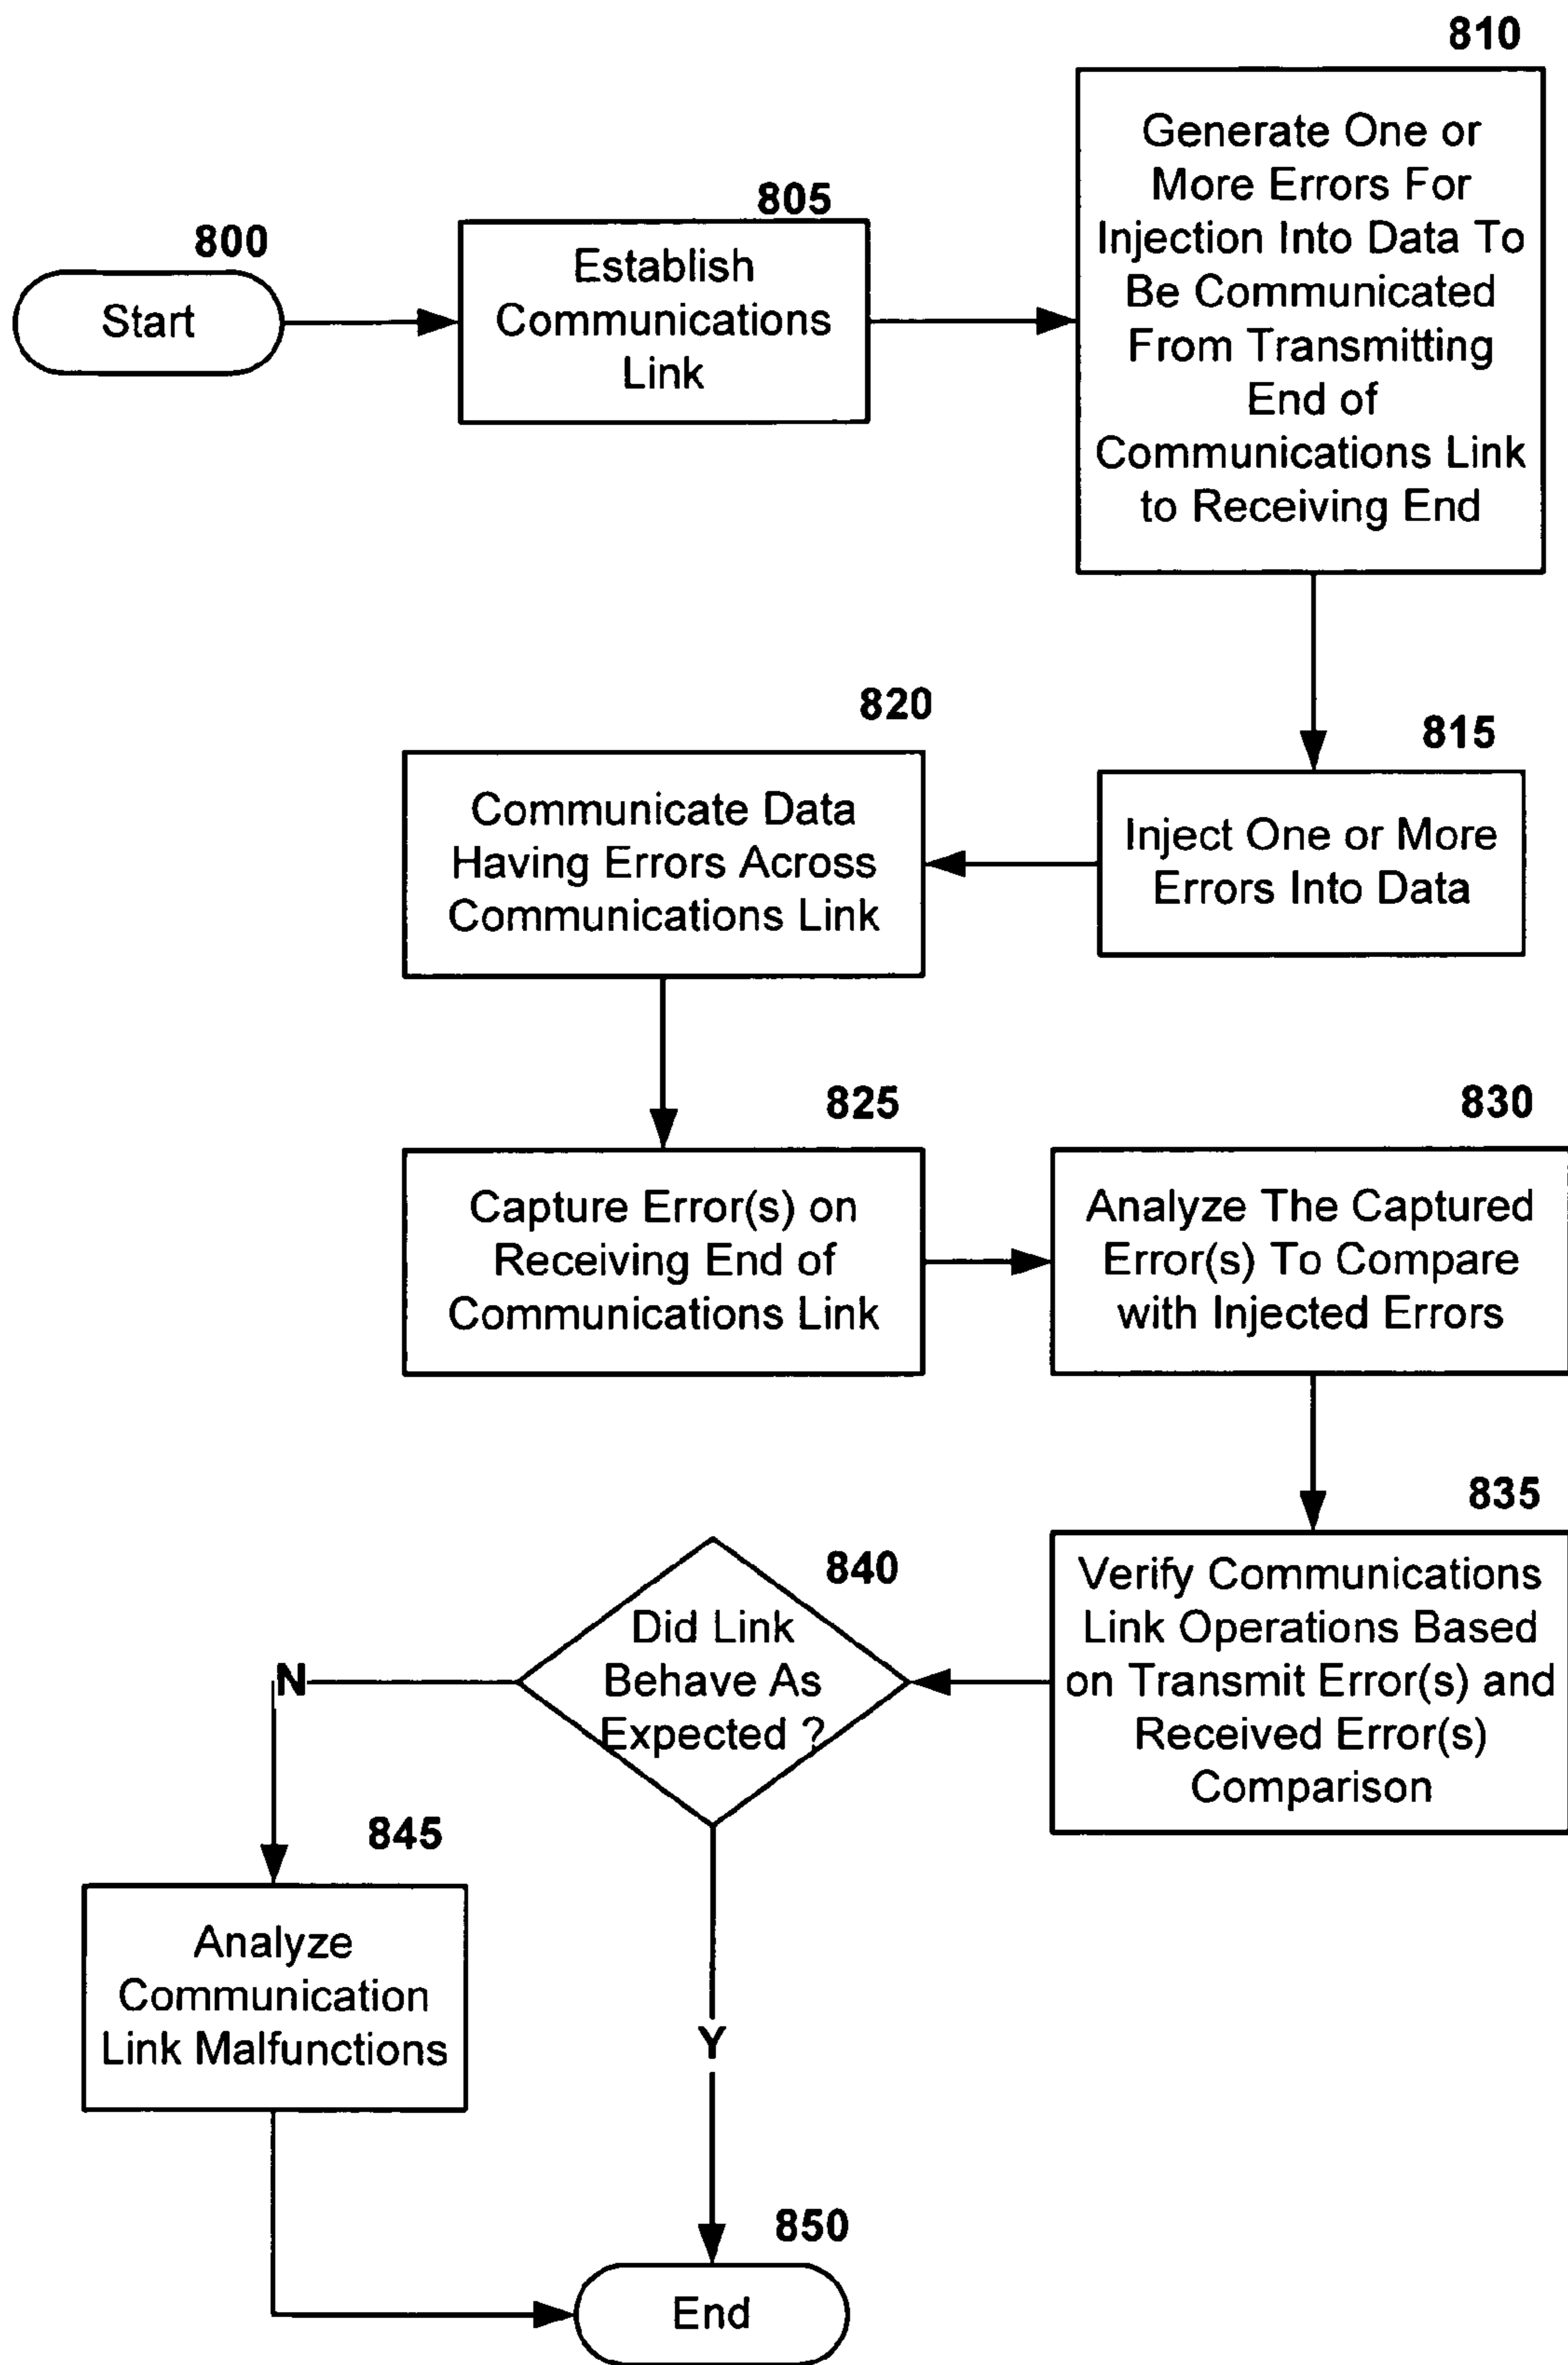 800
Start
805
Establish
Communications
Link
810
Generate One or
More Errors For
Injection Into Data To
Be Communicated
From Transmitting
End of
Communications Link
to Receiving End
815
Inject One or More
Errors Into Data
820
Communicate Data
Having Errors Across
Communications Link
825
Capture Error(s) on
Receiving End of
Communications Link
830
Analyze The Captured
Error(s) To Compare
with Injected Errors
835
Verify Communications
Link Operations Based
on Transmit Error(s) and
Received Error(s)
Comparison
840
Did Link
Behave As
Expected ?
N
845
Analyze
Communication
Link Malfunctions
Y
850
End